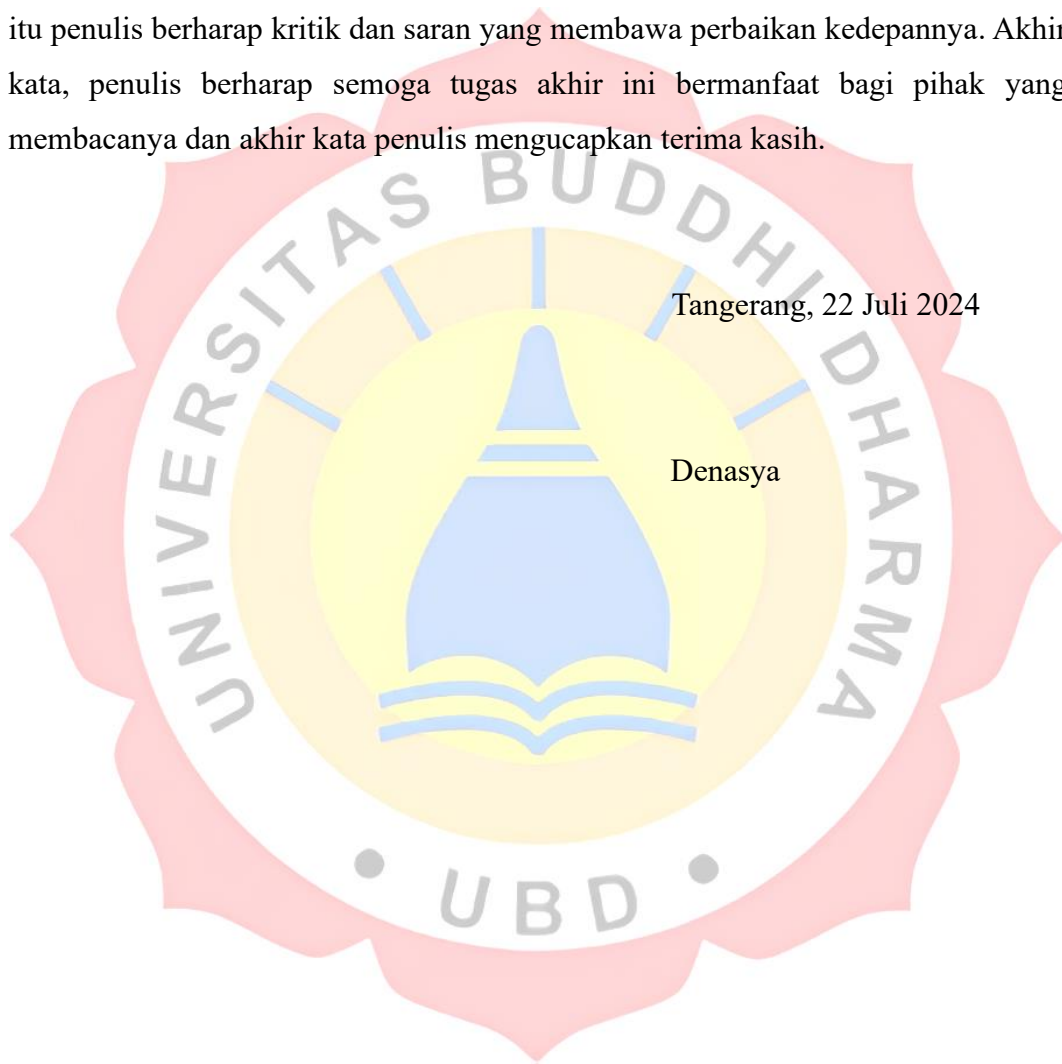 itu penulis berharap kritik dan saran yang membawa perbaikan kedepannya. Akhir
kata, penulis berharap semoga tugas akhir ini bermanfaat bagi pihak yang
membacanya dan akhir kata penulis mengucapkan terima kasih.
UNIVERSITAS BUDDHI DHARMA
Tangerang, 22 Juli 2024
Denasya
• UBD •